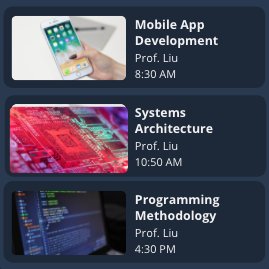 Mobile App
Development
Prof. Liu
8:30 AM
Systems
Architecture
Prof. Liu
10:50 AM
Programming
Methodology
Prof. Liu
4:30 PM